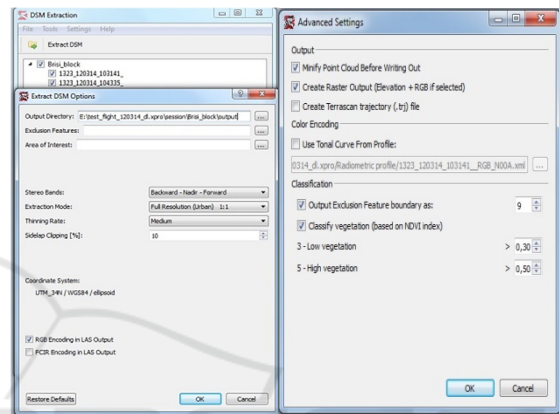 DSM Extraction
File Tools Settings Help
Extract DSM
Brisi_block
1323_120314_103141_
1323_120314_104335_
Extract DSM Options
Output Directory: E:\test_flight_120314_dl.xpro\session\Brisi_block\output
Exclusion Features:
Area of Interest:
Stereo Bands: Backward - Nadir - Forward
Extraction Mode: Full Resolution (Urban) 1:1
Thinning Rate: Medium
Sidelap Clipping [%]: 10
Coordinate System:
UTM_34N / WGS84 / ellipsoid
RGB Encoding in LAS Output
FCIR Encoding in LAS Output
Restore Defaults OK Cancel
Advanced Settings
Output
Minify Point Cloud Before Writing Out
Create Raster Output (Elevation + RGB if selected)
Create Terrascan trajectory (.trj) file
Color Encoding
Use Tonal Curve From Profile:
0314_dl.xpro/Radiometric profile/1323_120314_103141__RGB_N00A.xml ...
Classification
Output Exclusion Feature boundary as: 9
Classify vegetation (based on NDVI index)
3 - Low vegetation > 0,30
5 - High vegetation > 0,50
OK Cancel